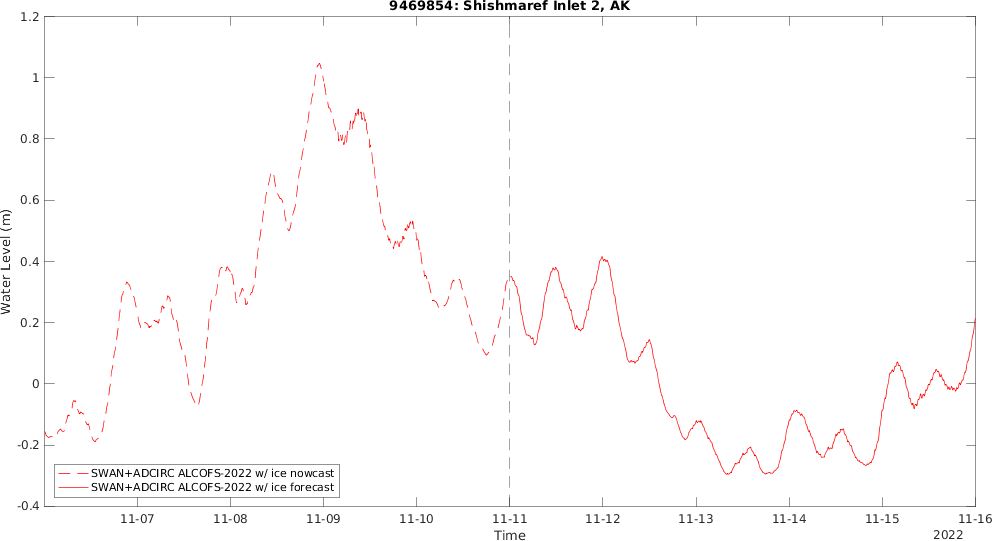 9469854: Shishmaref Inlet 2, AK
1.2
1
0.8
0.6
0.4
0.2
0
-0.2
-0.4
Water Level (m)
SWAN+ADCIRC ALCOFS-2022 w/ ice nowcast
SWAN+ADCIRC ALCOFS-2022 w/ ice forecast
11-07 11-08 11-09 11-10 11-11 11-12 11-13 11-14 11-15 11-16
Time
2022